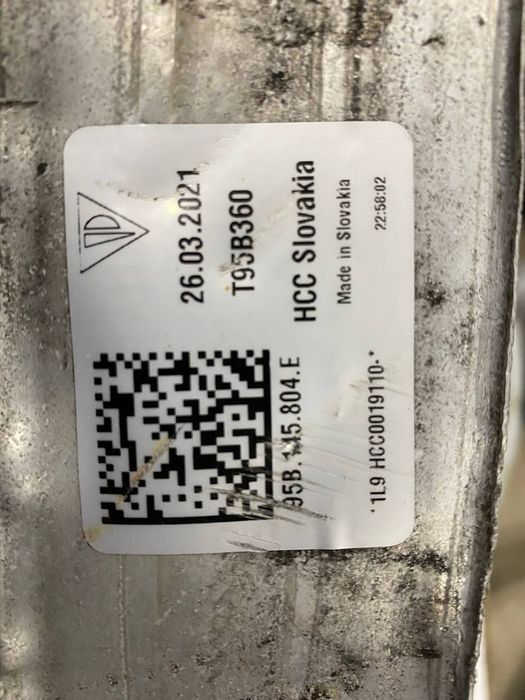 26.03.2021
T95B360
HCC Slovakia
Made in Slovakia
22:58:02
95B.145.804.E
*1L9 HCC0019110-*